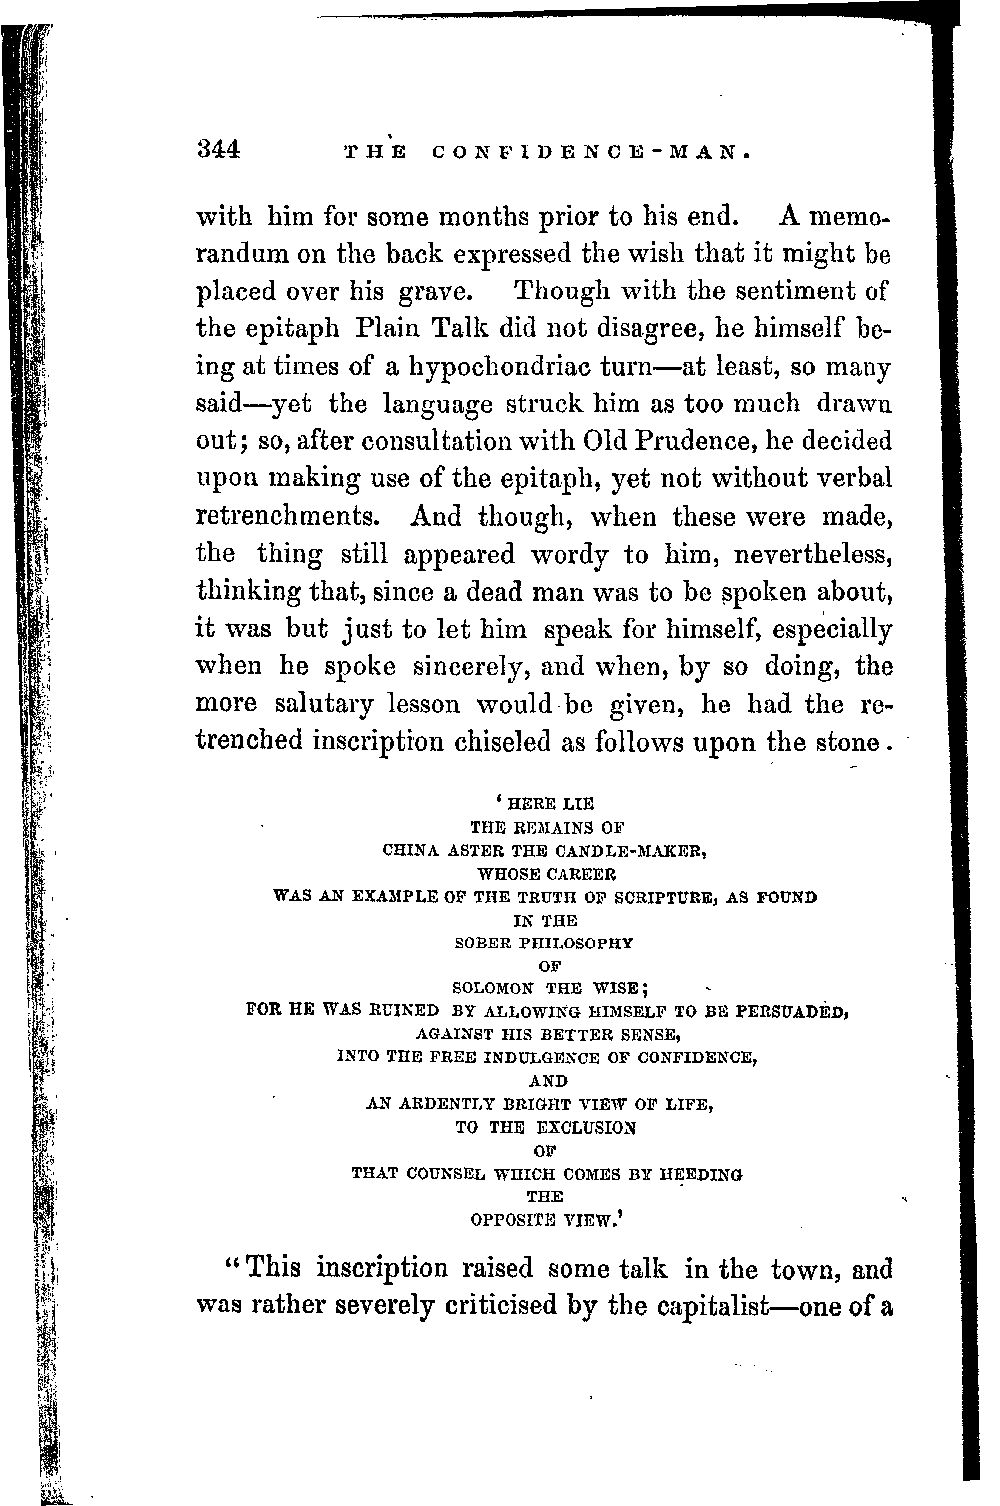 344 THE CONFIDENCE-MAN.
with him for some months prior to his end. A memo-
randum on the back expressed the wish that it might be
placed over his grave. Though with the sentiment of
the epitaph Plain Talk did not disagree, he himself be-
ing at times of a hypochondriac turn—at least, so many
said—yet the language struck him as too much drawn
out; so, after consultation with Old Prudence, he decided
upon making use of the epitaph, yet not without verbal
retrenchments. And though, when these were made,
the thing still appeared wordy to him, nevertheless,
thinking that, since a dead man was to be spoken about,
it was but just to let him speak for himself, especially
when he spoke sincerely, and when, by so doing, the
more salutary lesson would be given, he had the re-
trenched inscription chiseled as follows upon the stone.
‘HERE LIE
THE REMAINS OF
CHINA ASTER THE CANDLE-MAKER,
WHOSE CAREER
WAS AN EXAMPLE OF THE TRUTH OF SCRIPTURE, AS FOUND
IN THE
SOBER PHILOSOPHY
OF
SOLOMON THE WISE;
FOR HE WAS RUINED BY ALLOWING HIMSELF TO BE PERSUADED,
AGAINST HIS BETTER SENSE,
INTO THE FREE INDULGENCE OF CONFIDENCE,
AND
AN ARDENTLY BRIGHT VIEW OF LIFE,
TO THE EXCLUSION
OF
THAT COUNSEL WHICH COMES BY HEEDING
THE
OPPOSITE VIEW.’
“This inscription raised some talk in the town, and
was rather severely criticised by the capitalist—one of a